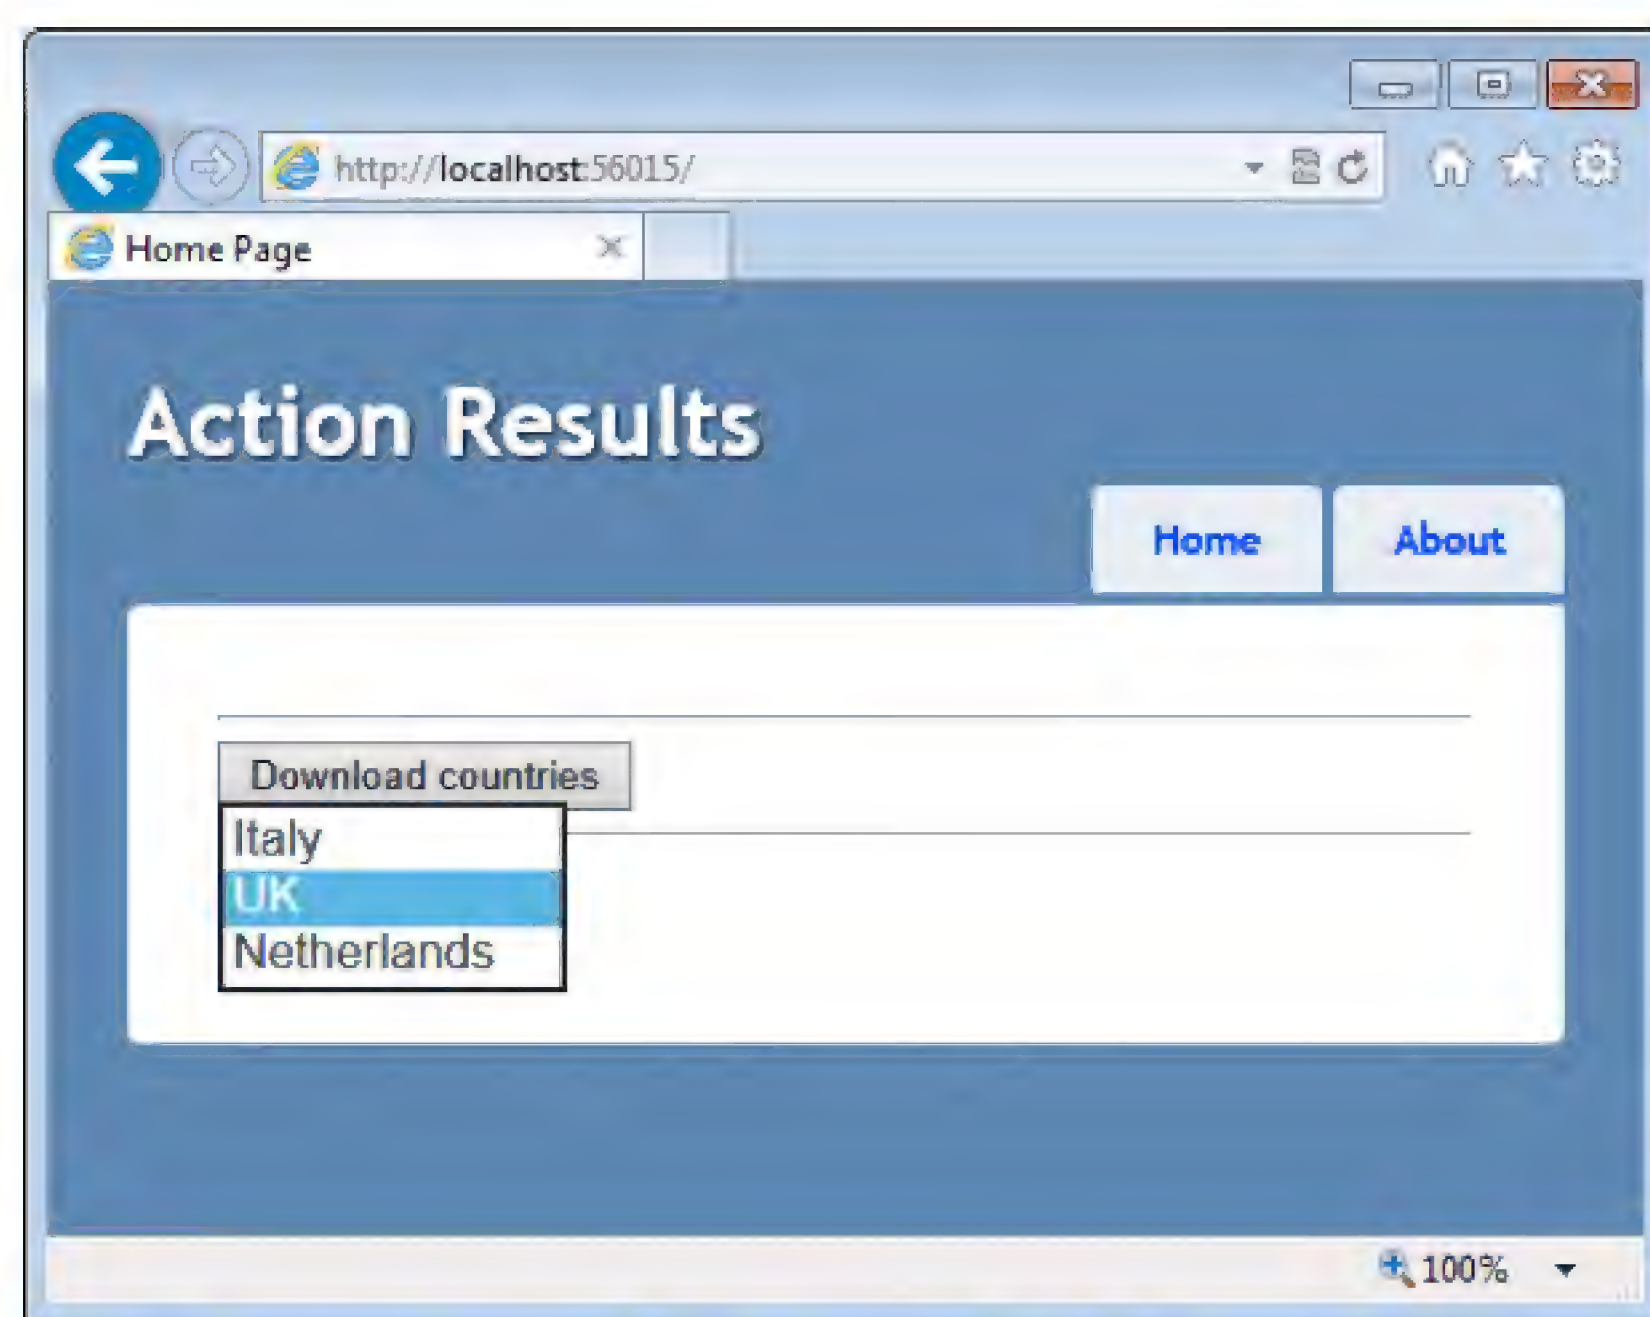 http://localhost:56015/
Home Page
Action Results
Home
About
Download countries
Italy
UK
Netherlands
100%